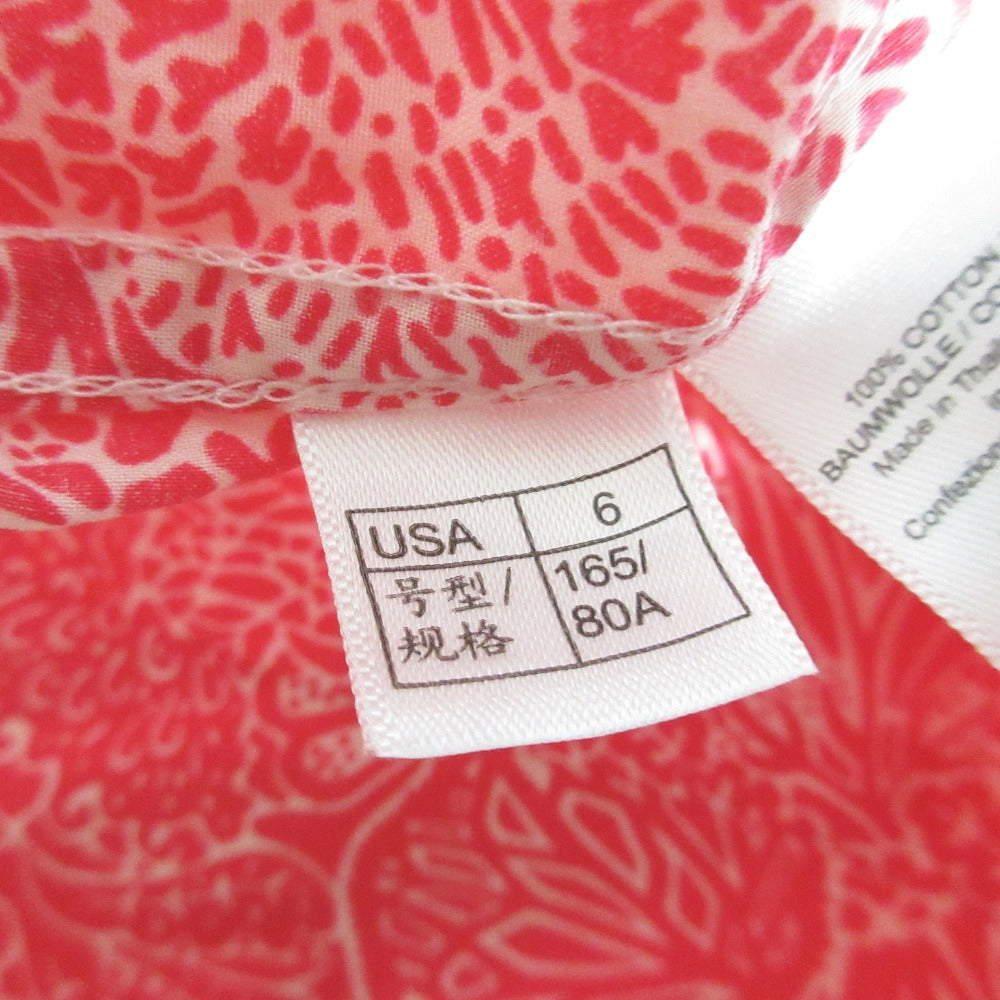 USA 6
号型/ 165/
规格 80A
100% COTTON
BAUMWOLLE / CO
Made in Thai
Confezion